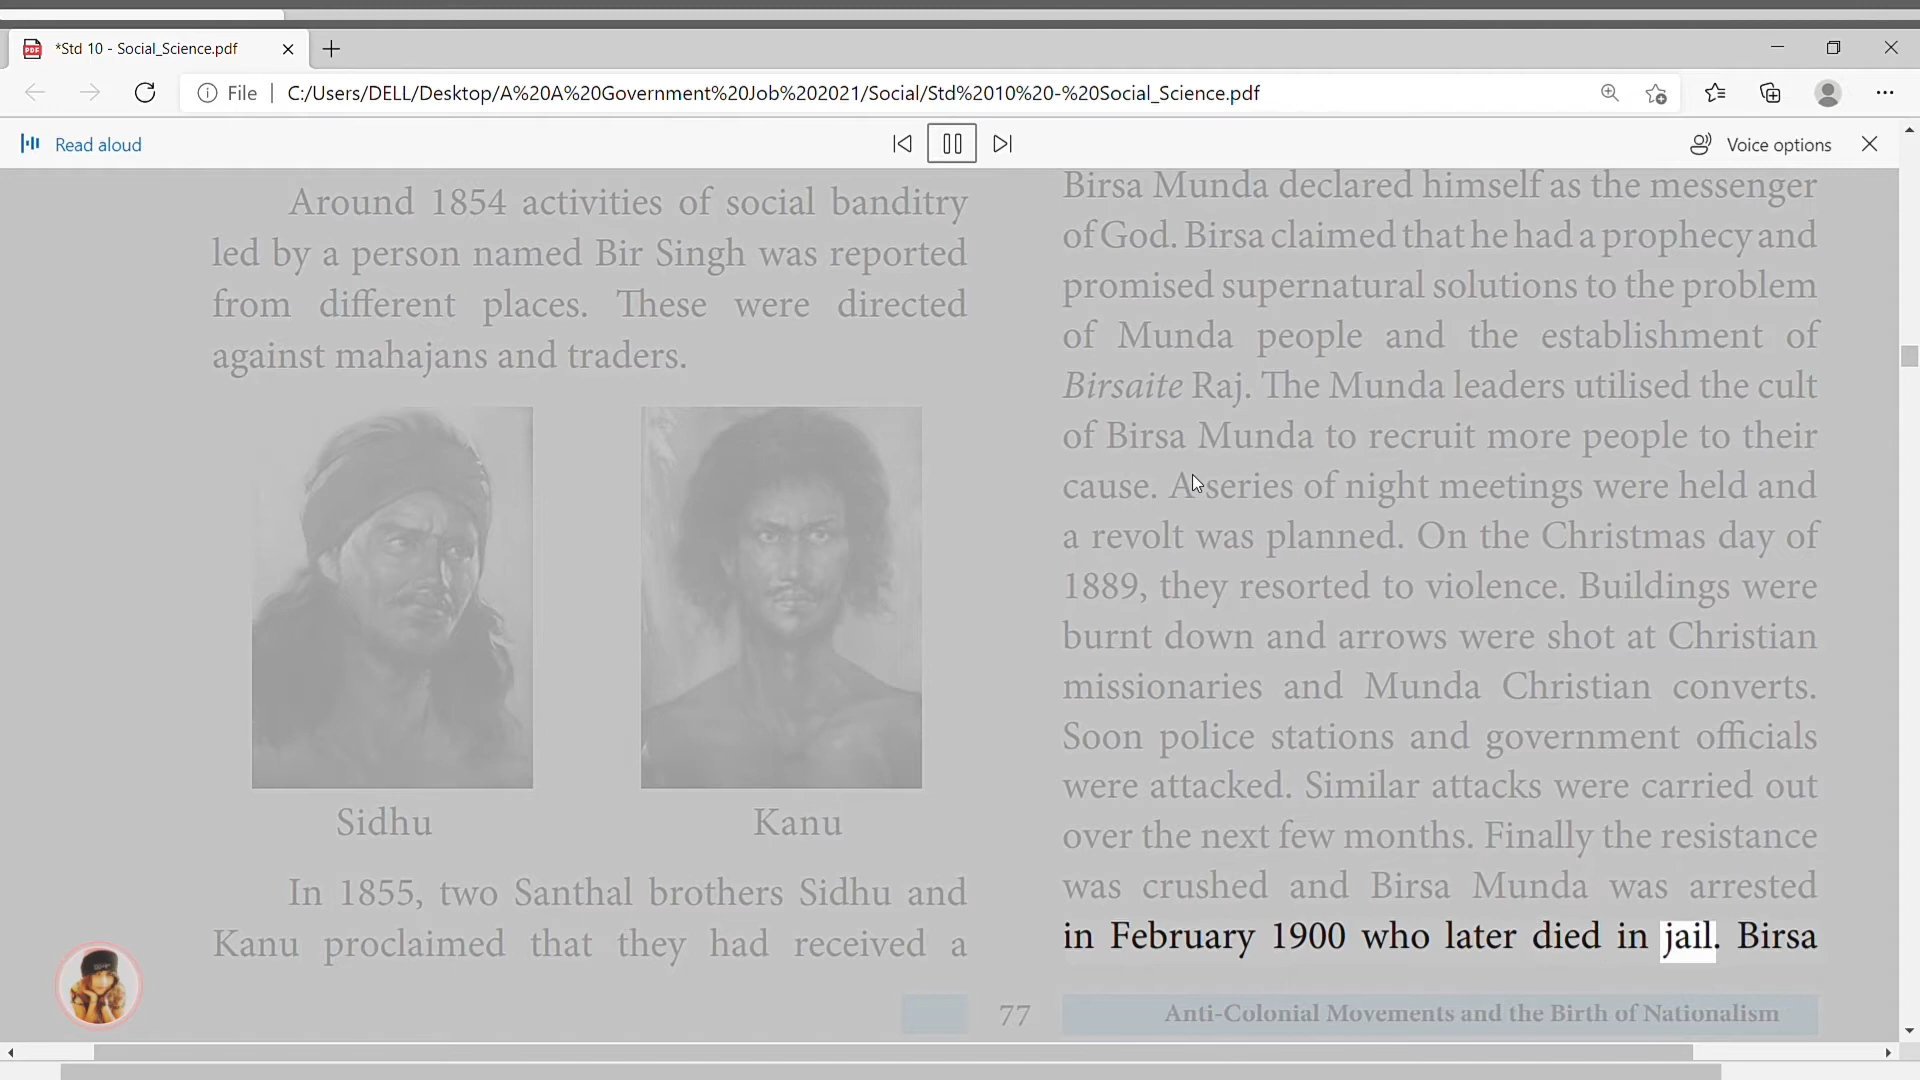 *Std 10 - Social_Science.pdf
File
C:/Users/DELL/Desktop/A%20A%20Government%20Job%202021/Social/Std%2010%20-%20Social_Science.pdf
Read aloud
Voice options
Around 1854 activities of social banditry
led by a person named Bir Singh was reported
from different places. These were directed
against mahajans and traders.
Sidhu
Kanu
In 1855, two Santhal brothers Sidhu and
Kanu proclaimed that they had received a
Birsa Munda declared himself as the messenger
of God. Birsa claimed that he had a prophecy and
promised supernatural solutions to the problem
of Munda people and the establishment of
Birsaite Raj. The Munda leaders utilised the cult
of Birsa Munda to recruit more people to their
cause. A series of night meetings were held and
a revolt was planned. On the Christmas day of
1889, they resorted to violence. Buildings were
burnt down and arrows were shot at Christian
missionaries and Munda Christian converts.
Soon police stations and government officials
were attacked. Similar attacks were carried out
over the next few months. Finally the resistance
was crushed and Birsa Munda was arrested
in February 1900 who later died in jail. Birsa
77
Anti-Colonial Movements and the Birth of Nationalism